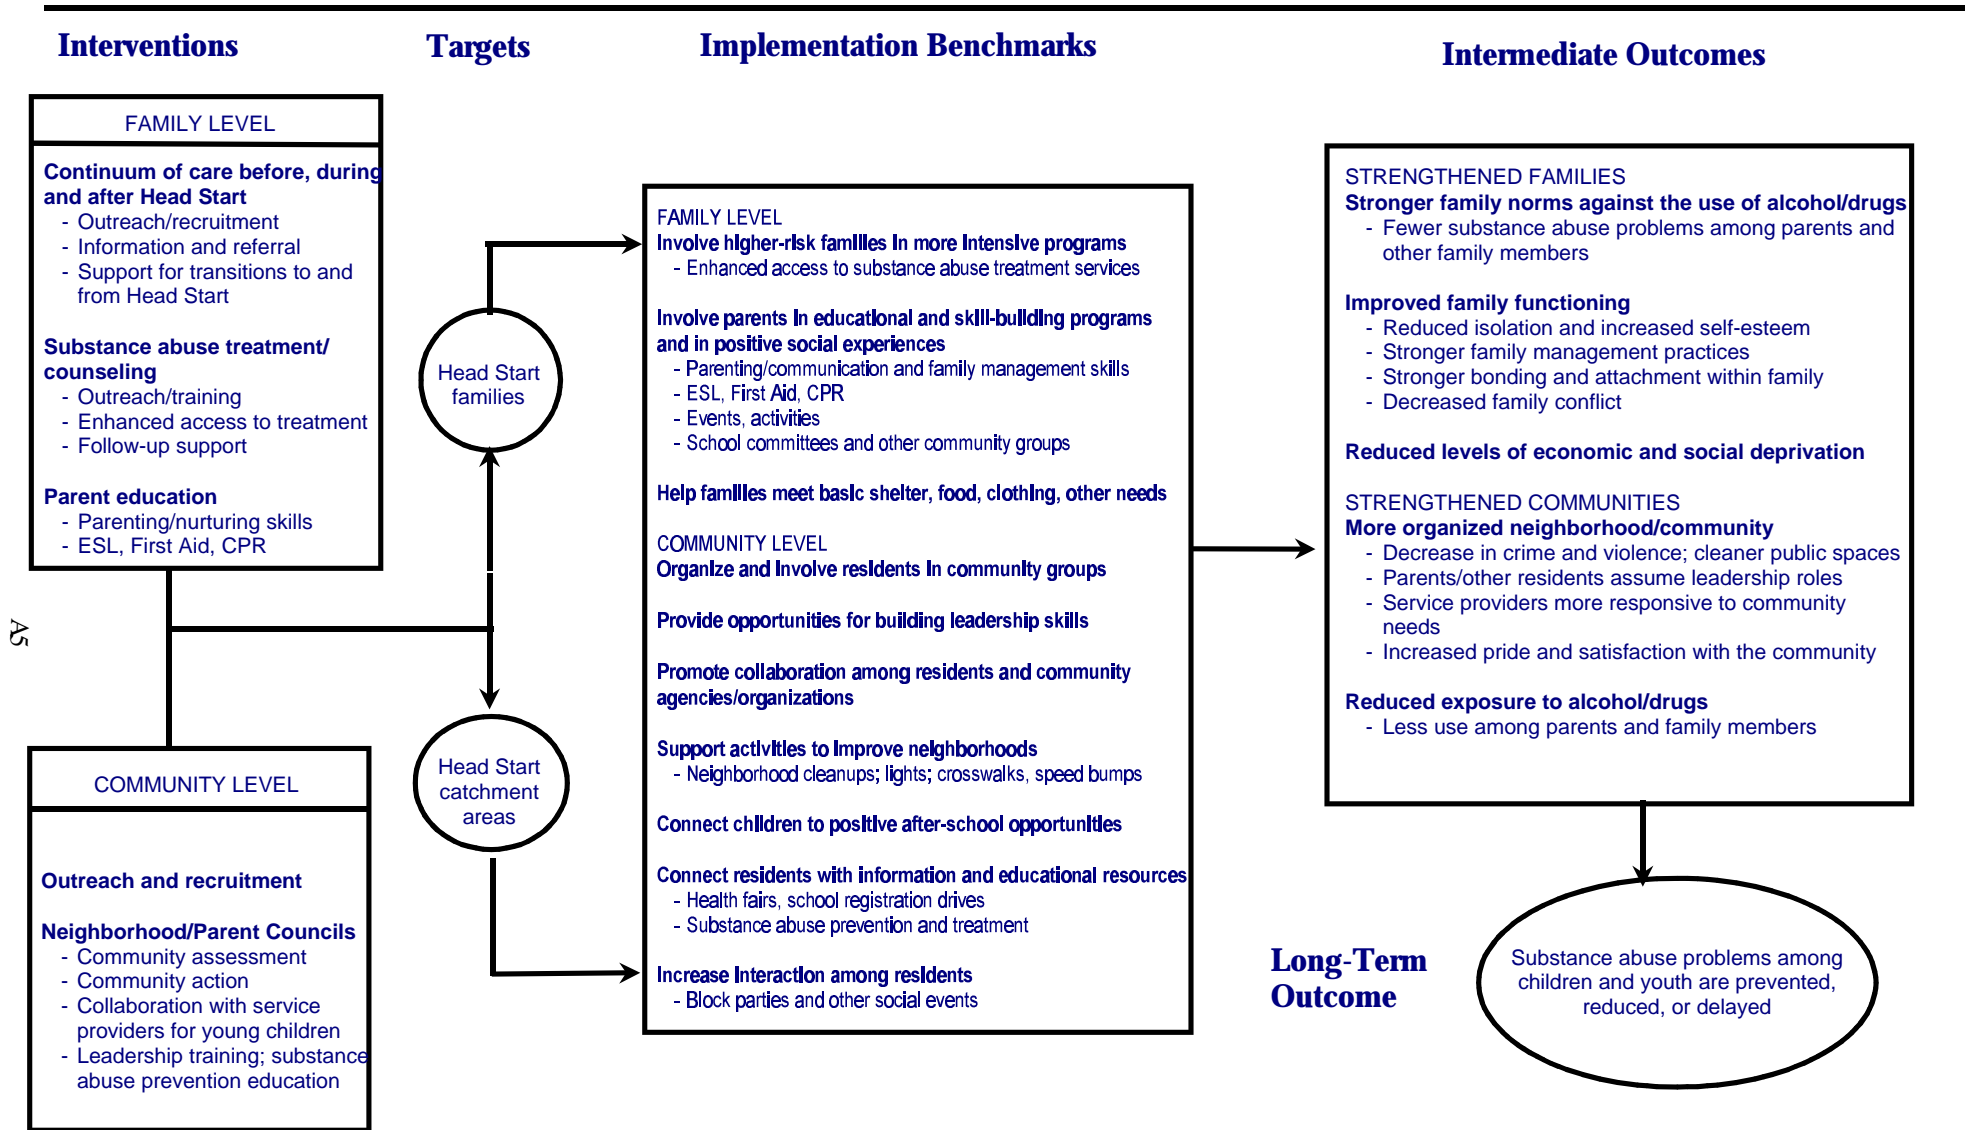 Interventions
Targets
Implementation Benchmarks
Intermediate Outcomes
FAMILY LEVEL
Continuum of care before, during
and after Head Start
- Outreach/recruitment
- Information and referral
- Support for transitions to and
from Head Start
Substance abuse treatment/
counseling
- Outreach/training
- Enhanced access to treatment
- Follow-up support
Parent education
- Parenting/nurturing skills
- ESL, First Aid, CPR
A5
COMMUNITY LEVEL
Outreach and recruitment
Neighborhood/Parent Councils
- Community assessment
- Community action
- Collaboration with service
providers for young children
- Leadership training; substance
abuse prevention education
Head Start
families
Head Start
catchment
areas
FAMILY LEVEL
Involve higher-risk families in more intensive programs
- Enhanced access to substance abuse treatment services
Involve parents in educational and skill-building programs
and in positive social experiences
- Parenting/communication and family management skills
- ESL, First Aid, CPR
- Events, activities
- School committees and other community groups
Help families meet basic shelter, food, clothing, other needs
COMMUNITY LEVEL
Organize and involve residents in community groups
Provide opportunities for building leadership skills
Promote collaboration among residents and community
agencies/organizations
Support activities to improve neighborhoods
- Neighborhood cleanups; lights; crosswalks, speed bumps
Connect children to positive after-school opportunities
Connect residents with information and educational resources
- Health fairs, school registration drives
- Substance abuse prevention and treatment
Increase interaction among residents
- Block parties and other social events
STRENGTHENED FAMILIES
Stronger family norms against the use of alcohol/drugs
- Fewer substance abuse problems among parents and
other family members
Improved family functioning
- Reduced isolation and increased self-esteem
- Stronger family management practices
- Stronger bonding and attachment within family
- Decreased family conflict
Reduced levels of economic and social deprivation
STRENGTHENED COMMUNITIES
More organized neighborhood/community
- Decrease in crime and violence; cleaner public spaces
- Parents/other residents assume leadership roles
- Service providers more responsive to community
needs
- Increased pride and satisfaction with the community
Reduced exposure to alcohol/drugs
- Less use among parents and family members
Long-Term
Outcome
Substance abuse problems among
children and youth are prevented,
reduced, or delayed